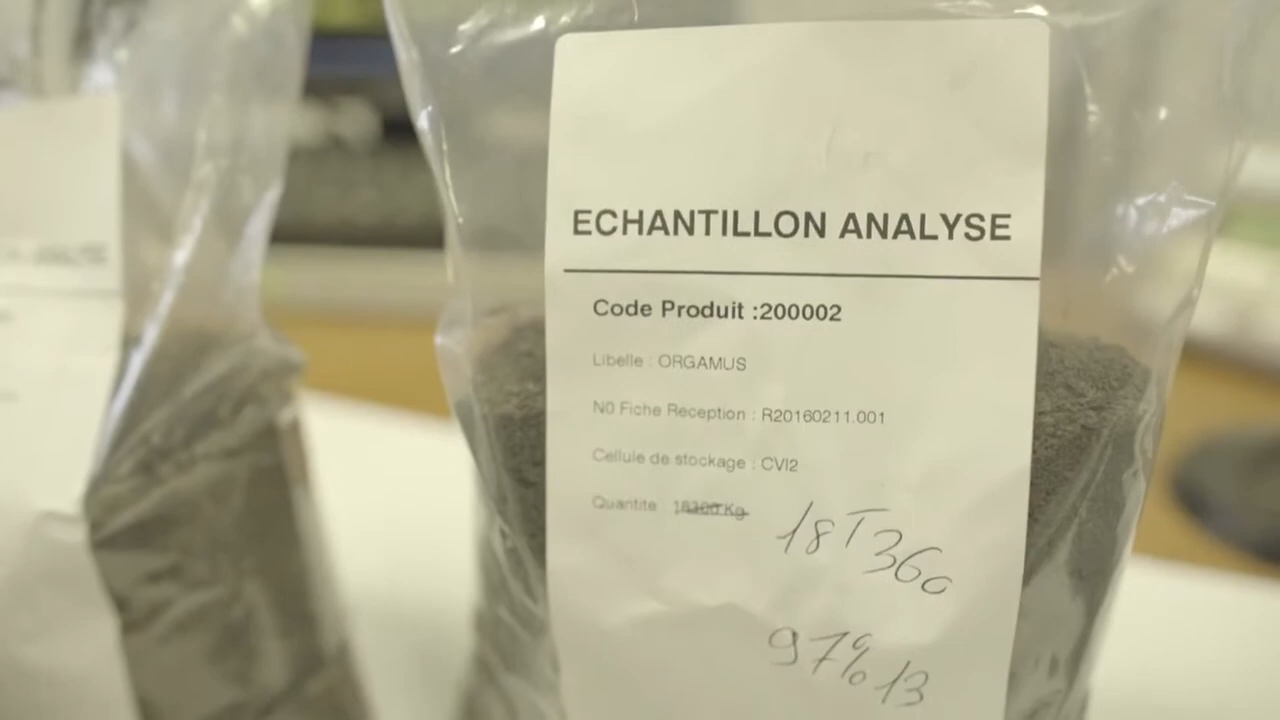 ECHANTILLON ANALYSE
Code Produit :200002
Libelle : ORGAMUS
N0 Fiche Reception : R20160211.001
Cellule de stockage : CVI2
Quantite : Kg
18T360
97% 13